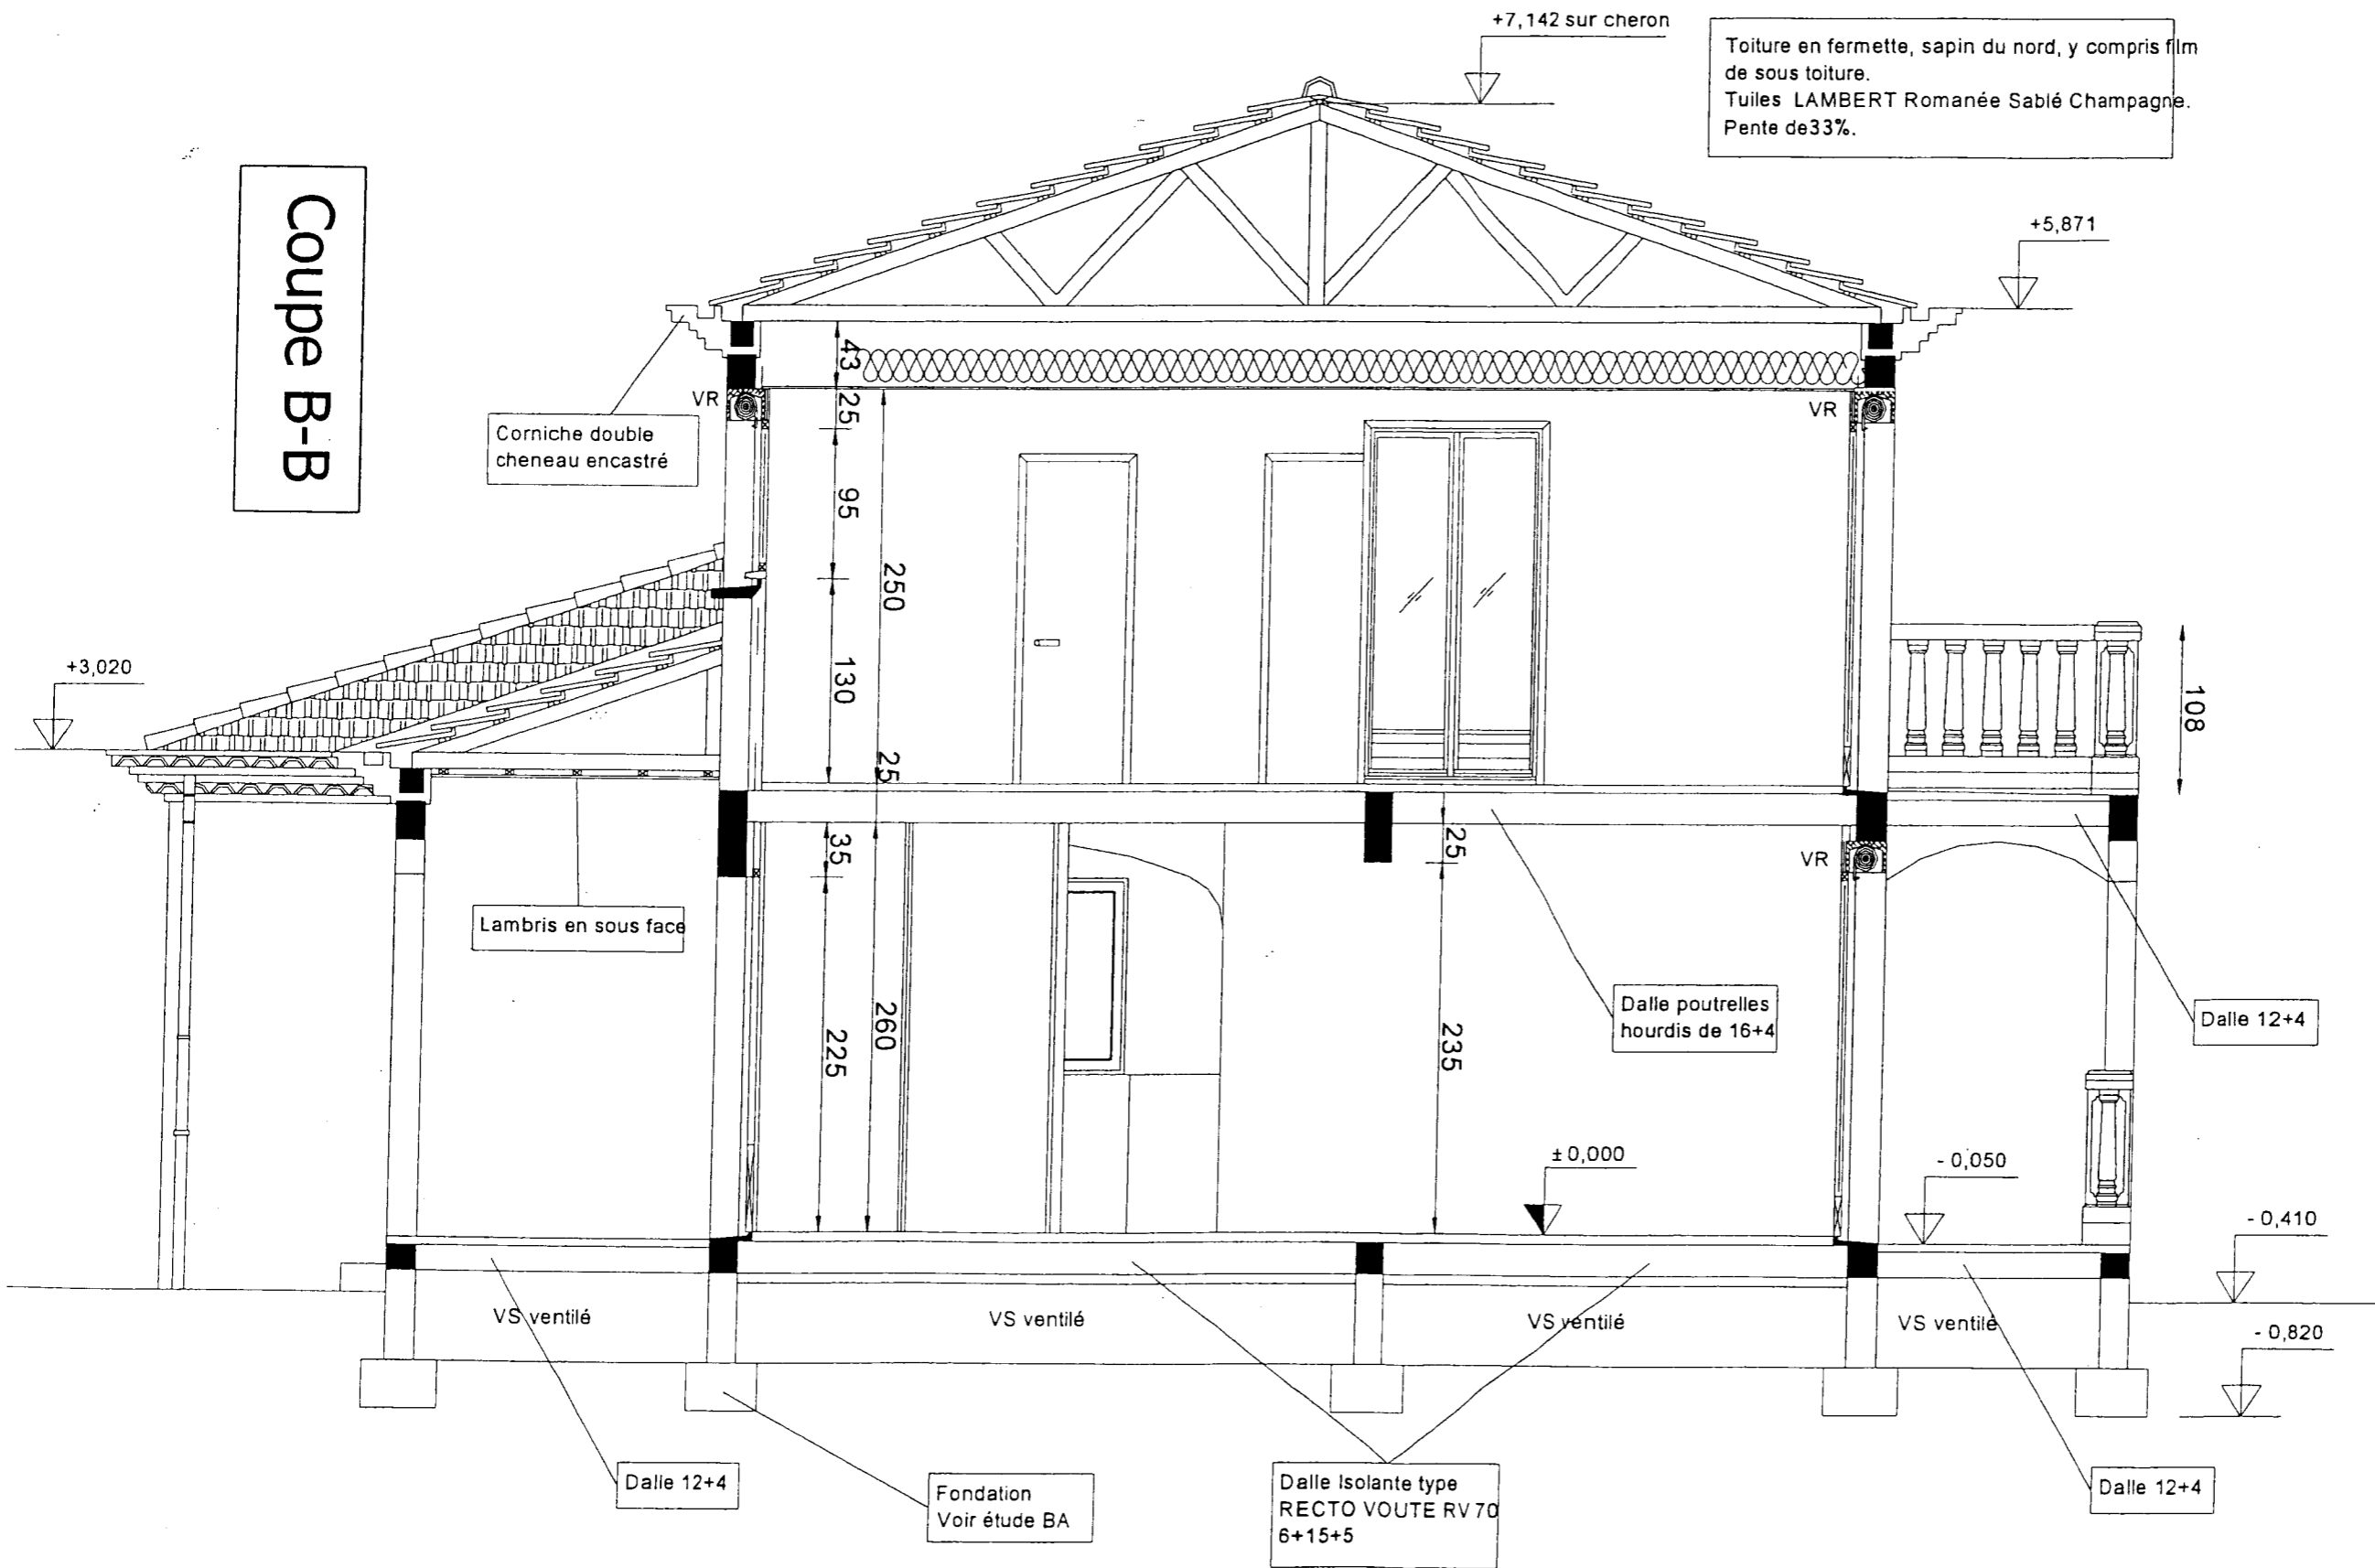 +7,142 sur cheron
Toiture en fermette, sapin du nord, y compris film
de sous toiture.
Tuiles LAMBERT Romanée Sablé Champagne.
Pente de33%.
Coupe B-B
+5,871
43
VR
25
VR
Corniche double
cheneau encastré
95
250
130
+3,020
108
25
35
25
VR
Lambris en sous face
Dalle poutrelles
hourdis de 16+4
Dalle 12+4
260
225
235
±0,000
- 0,050
- 0,410
VS ventilé
VS ventilé
VS ventilé
VS ventilé
- 0,820
Dalle 12+4
Fondation
Voir étude BA
Dalle Isolante type
RECTO VOUTE RV 70
6+15+5
Dalle 12+4